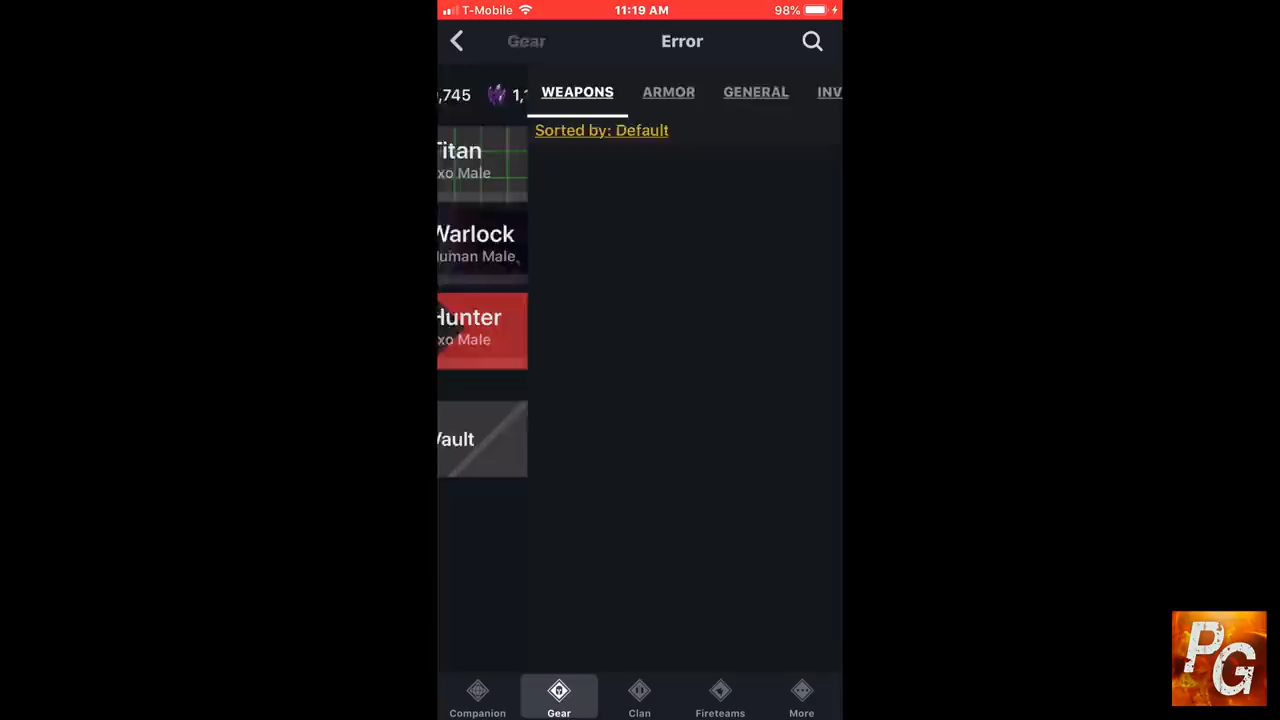 T-Mobile 11:19 AM 98%
Gear Error
,745 1,1
WEAPONS ARMOR GENERAL INV
Sorted by: Default
Titan
xo Male
Warlock
uman Male
Hunter
xo Male
Vault
Companion Gear Clan Fireteams More
PG